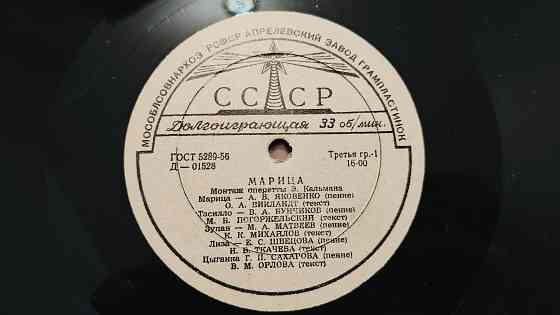 МОСОБЛСОВНАРХОЗ РСФСР АПРЕЛЕВСКИЙ ЗАВОД ГРАМПЛАСТИНОК
СССР
Долгоиграющая 33 об/мин.
ГОСТ 5289-56
Д — 01528
Третья гр.-1
16-00
МАРИЦА
Монтаж оперетты Э. Кальмана
Марица — А. В. ЯКОВЕНКО (пение)
О. А. ВИКЛАНДТ (текст)
Тасилло — В. А. БУНЧИКОВ (пение)
М. Б. ПОГОРЖЕЛЬСКИЙ (текст)
Зупан — М. А. МАТВЕЕВ (пение)
К. К. МИХАЙЛОВ (текст)
Лиза — Е. С. ШВЕЦОВА (пение)
Н. В. ТКАЧЕВА (текст)
Цыганка Г. П. САХАРОВА (пение)
В. М. ОРЛОВА (текст)